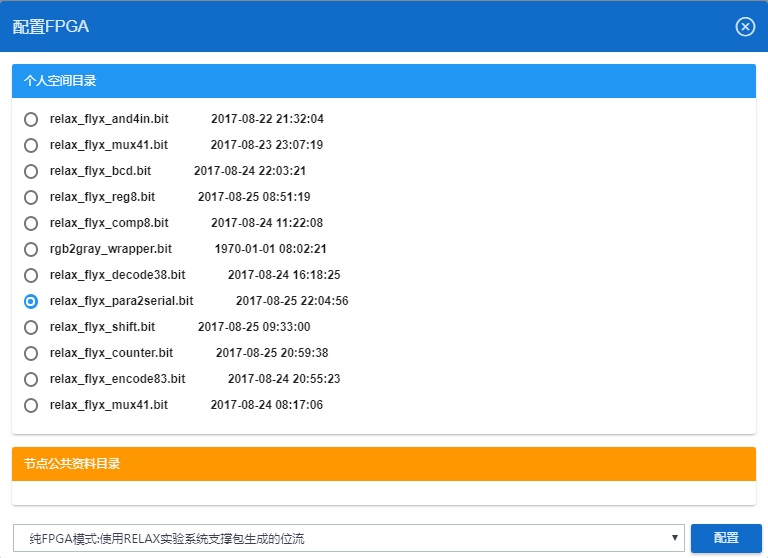 配置FPGA
个人空间目录
relax_flyx_and4in.bit 2017-08-22 21:32:04
relax_flyx_mux41.bit 2017-08-23 23:07:19
relax_flyx_bcd.bit 2017-08-24 22:03:21
relax_flyx_reg8.bit 2017-08-25 08:51:19
relax_flyx_comp8.bit 2017-08-24 11:22:08
rgb2gray_wrapper.bit 1970-01-01 08:02:21
relax_flyx_decode38.bit 2017-08-24 16:18:25
relax_flyx_para2serial.bit 2017-08-25 22:04:56
relax_flyx_shift.bit 2017-08-25 09:33:00
relax_flyx_counter.bit 2017-08-25 20:59:38
relax_flyx_encode83.bit 2017-08-24 20:55:23
relax_flyx_mux41.bit 2017-08-24 08:17:06
节点公共资料目录
纯FPGA模式:使用RELAX实验系统支撑包生成的位流 配置